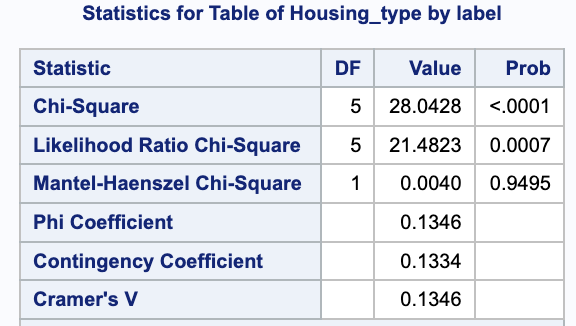 Statistics for Table of Housing_type by label
Statistic DF Value Prob
Chi-Square 5 28.0428 <.0001
Likelihood Ratio Chi-Square 5 21.4823 0.0007
Mantel-Haenszel Chi-Square 1 0.0040 0.9495
Phi Coefficient 0.1346
Contingency Coefficient 0.1334
Cramer's V 0.1346